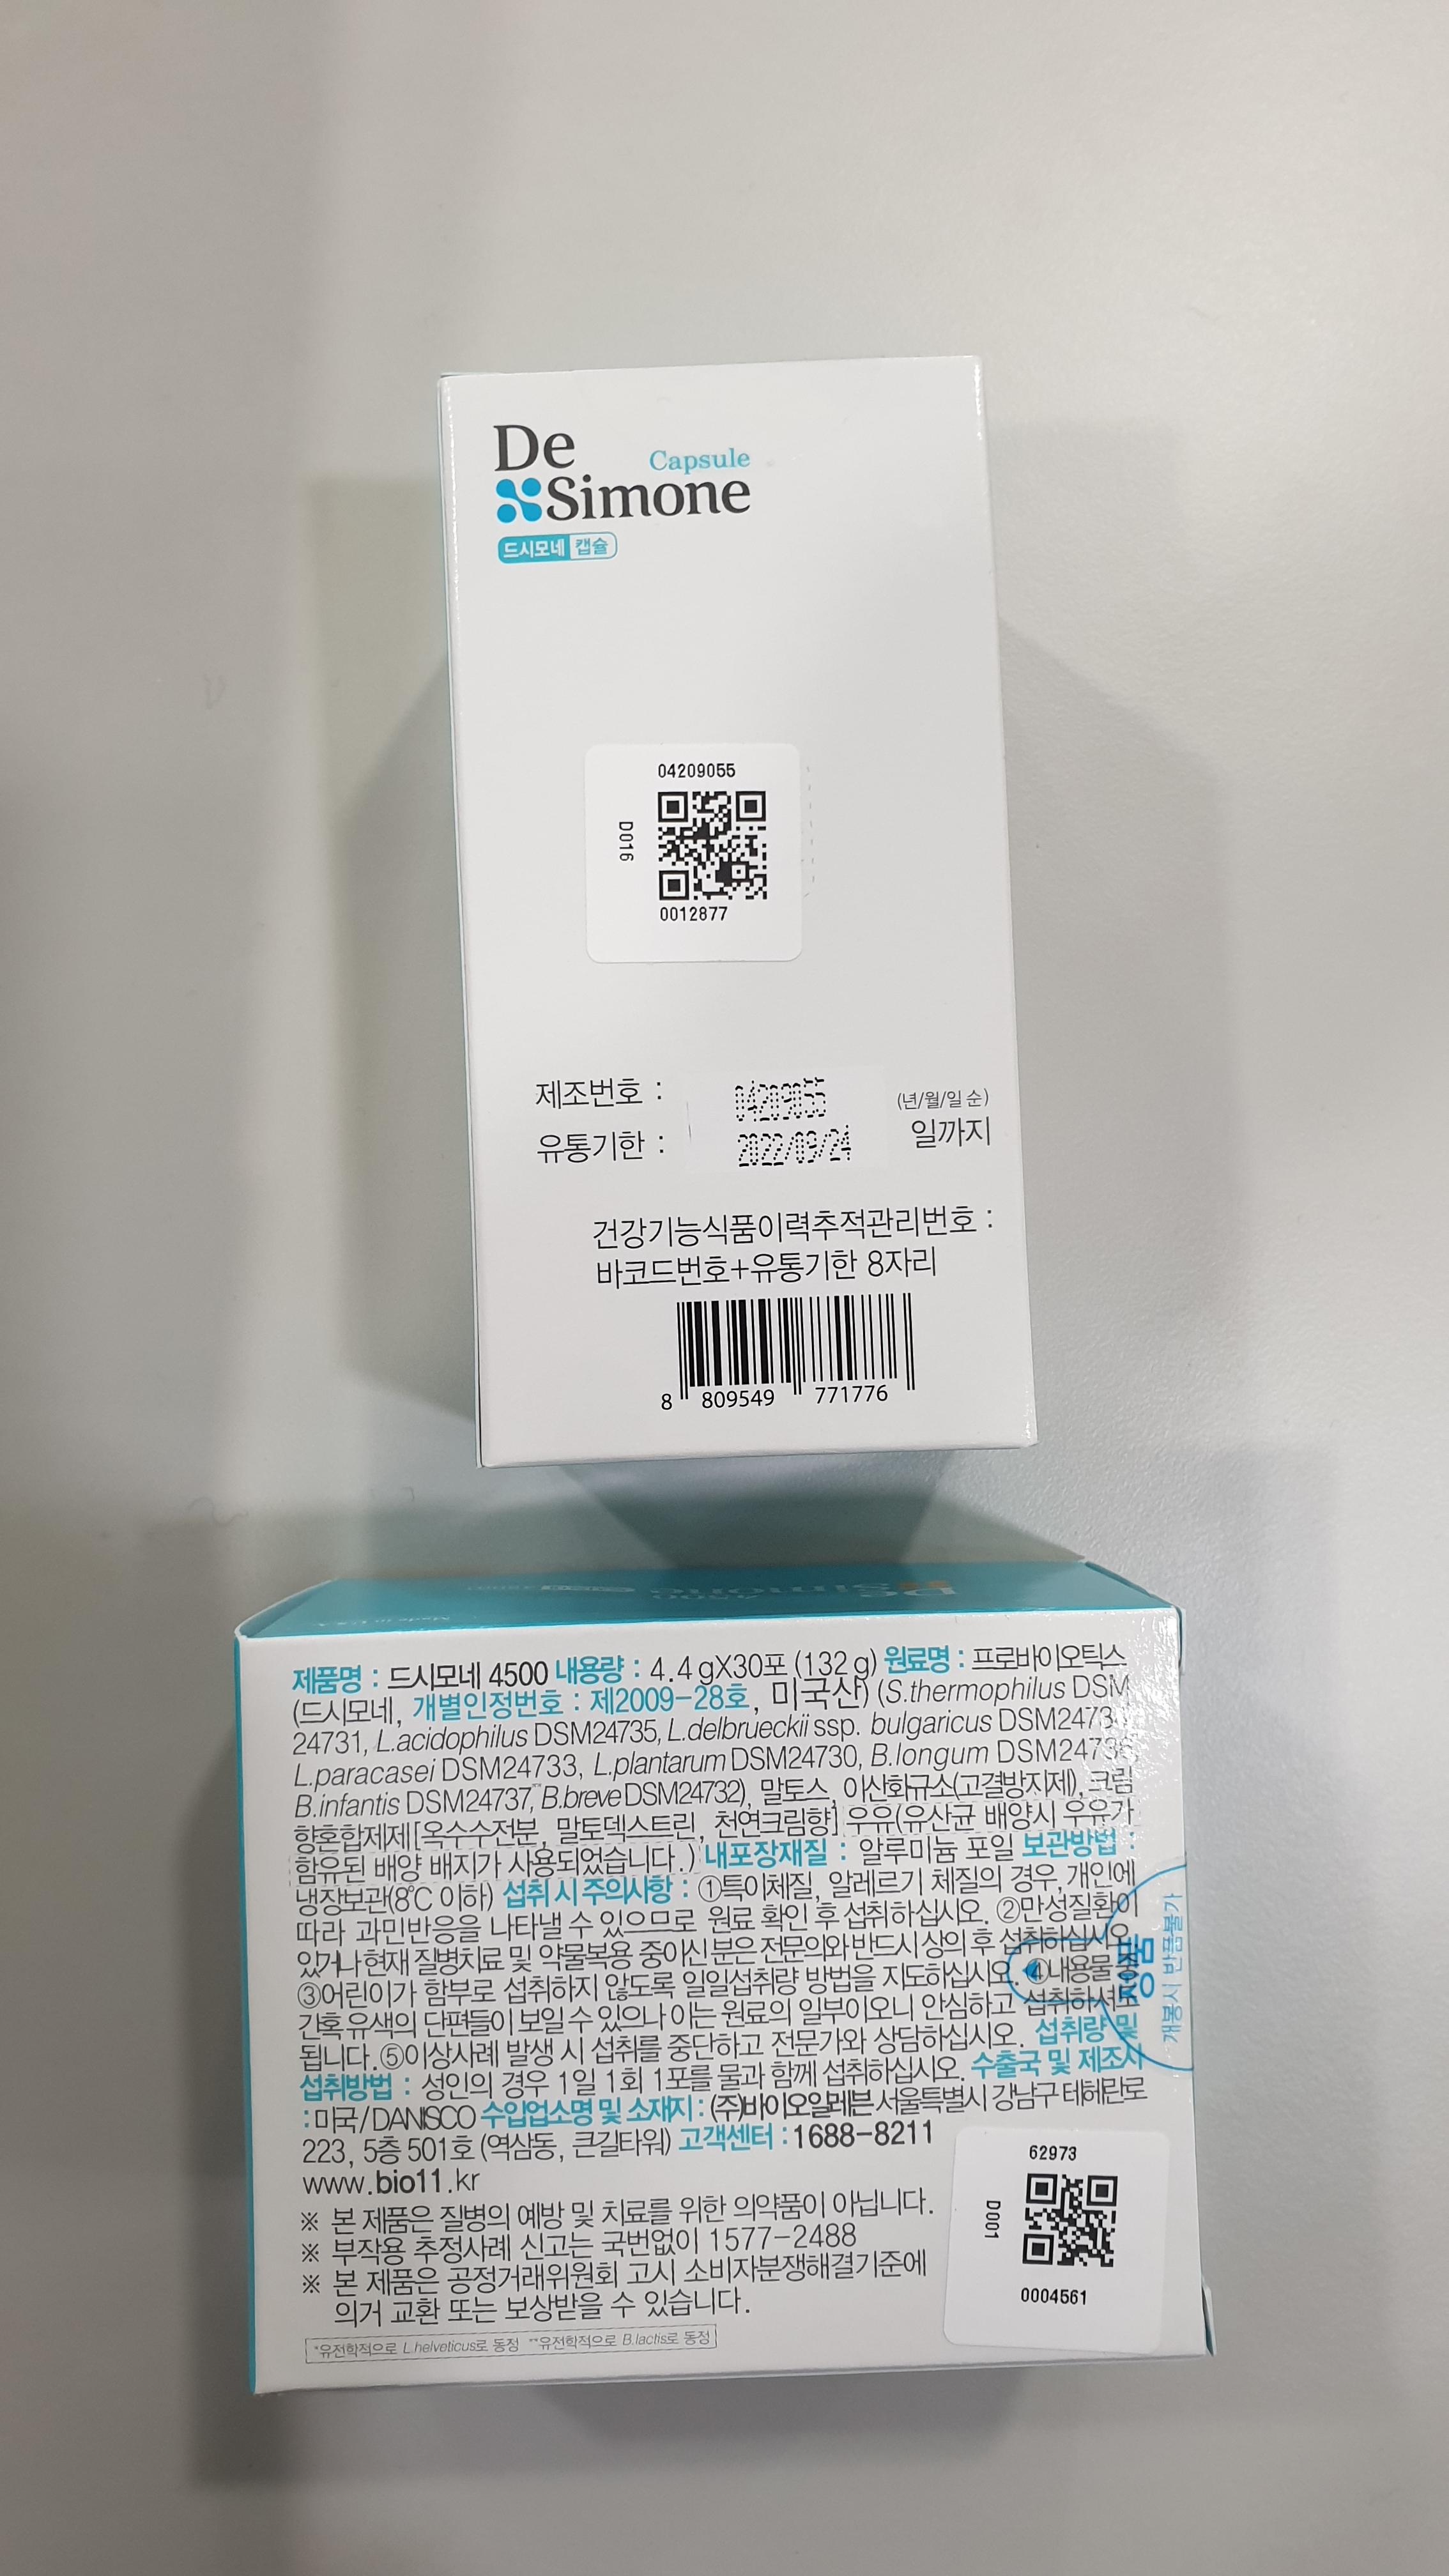 De
Capsule
Simone
드시모네 캡슐
04209055
D016
0012877
제조번호 : 04209055 (년/월/일 순)
유통기한 : 2022/09/24 일까지
건강기능식품이력추적관리번호 :
바코드번호+유통기한 8자리
8 809549 771776
제품명 : 드시모네 4500 내용량 : 4.4 gX30포 (132 g) 원료명 : 프로바이오틱스
(드시모네, 개별인정번호 : 제2009-28호, 미국산) (S.thermophilus DSM
24731, L.acidophilus DSM24735, L.delbrueckii ssp. bulgaricus
L.paracasei DSM24733, L.plantarum DSM24730, B.longum DSM24736,
B.infantis DSM24737,** B.breve DSM24732), 말토스, 이산화규소(고결방지제), 크림
향혼합제제[옥수수전분, 말토덱스트린, 천연크림향] 우유(유산균 배양시 우유가
함유된 배양 배지가 사용되었습니다.) 내포장재질 : 알루미늄 포일 보관방법 :
냉장보관(8℃ 이하) 섭취 시 주의사항 : ①특이체질, 알레르기 체질의 경우, 개인에
따라 과민반응을 나타낼 수 있으므로 원료 확인 후 섭취하십시오. ②만성질환이
있거나 현재 질병치료 및 약물복용 중이신 분은 전문의와 반드시 상의 후 섭취하십시오.
③어린이가 함부로 섭취하지 않도록 일일섭취량 방법을 지도하십시오. ④내용물 중
간혹 유색의 단편들이 보일 수 있으나 이는 원료의 일부이오니 안심하고 섭취하셔도
됩니다. ⑤이상사례 발생 시 섭취를 중단하고 전문가와 상담하십시오. 섭취량 및
섭취방법 : 성인의 경우 1일 1회 1포를 물과 함께 섭취하십시오. 수출국 및 제조사
: 미국/DANISCO 수입업소명 및 소재지 : (주)바이오일레븐 서울특별시 강남구 테헤란로
223, 5층 501호 (역삼동, 큰길타워) 고객센터 : 1688-8211
www.bio11.kr
※ 본 제품은 질병의 예방 및 치료를 위한 의약품이 아닙니다.
※ 부작용 추정사례 신고는 국번없이 1577-2488
※ 본 제품은 공정거래위원회 고시 소비자분쟁해결기준에
의거 교환 또는 보상받을 수 있습니다.
*유전학적으로 L.helveticus로 동정 **유전학적으로 B.lactis로 동정
정품
개봉시 반품불가
62973
D001
0004561